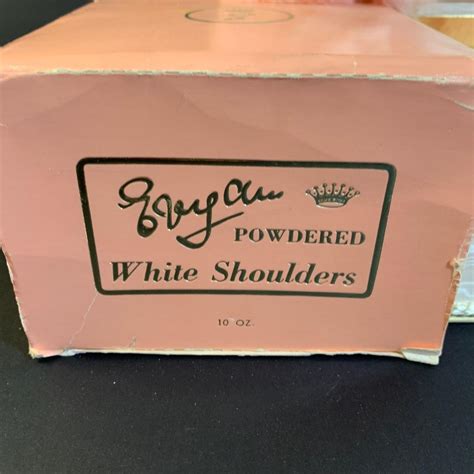 Evyan
POWDERED
White Shoulders
10 OZ.